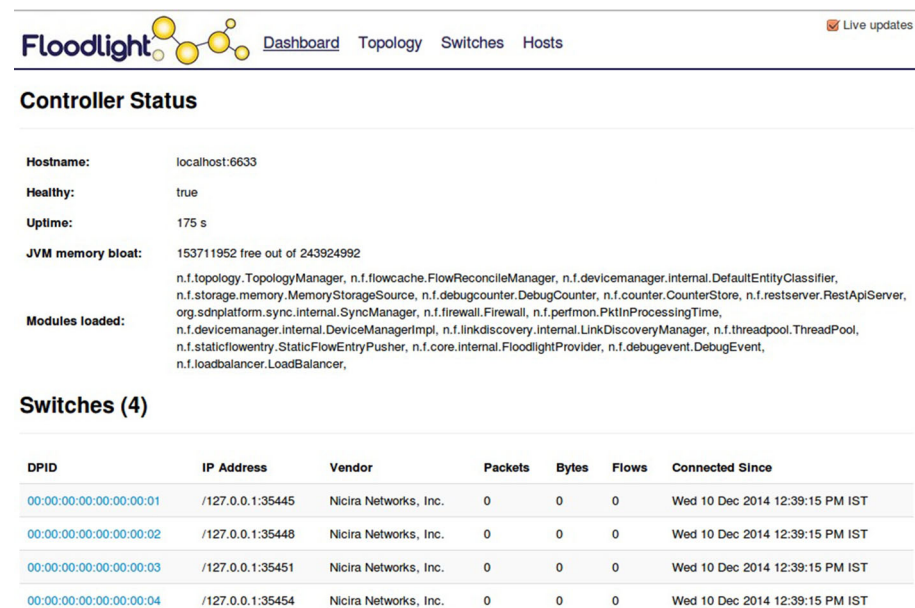 Floodlight Dashboard Topology Switches Hosts Live updates
Controller Status
Hostname: localhost:6633
Healthy: true
Uptime: 175 s
JVM memory bloat: 153711952 free out of 243924992
Modules loaded: n.f.topology.TopologyManager, n.f.flowcache.FlowReconcileManager, n.f.devicemanager.internal.DefaultEntityClassifier,
n.f.storage.memory.MemoryStorageSource, n.f.debugcounter.DebugCounter, n.f.counter.CounterStore, n.f.restserver.RestApiServer,
org.sdnplatform.sync.internal.SyncManager, n.f.firewall.Firewall, n.f.perfmon.PktInProcessingTime,
n.f.devicemanager.internal.DeviceManagerImpl, n.f.linkdiscovery.internal.LinkDiscoveryManager, n.f.threadpool.ThreadPool,
n.f.staticflowentry.StaticFlowEntryPusher, n.f.core.internal.FloodlightProvider, n.f.debugevent.DebugEvent,
n.f.loadbalancer.LoadBalancer,
Switches (4)
DPID IP Address Vendor Packets Bytes Flows Connected Since
00:00:00:00:00:00:00:01 /127.0.0.1:35445 Nicira Networks, Inc. 0 0 0 Wed 10 Dec 2014 12:39:15 PM IST
00:00:00:00:00:00:00:02 /127.0.0.1:35448 Nicira Networks, Inc. 0 0 0 Wed 10 Dec 2014 12:39:15 PM IST
00:00:00:00:00:00:00:03 /127.0.0.1:35451 Nicira Networks, Inc. 0 0 0 Wed 10 Dec 2014 12:39:15 PM IST
00:00:00:00:00:00:00:04 /127.0.0.1:35454 Nicira Networks, Inc. 0 0 0 Wed 10 Dec 2014 12:39:15 PM IST